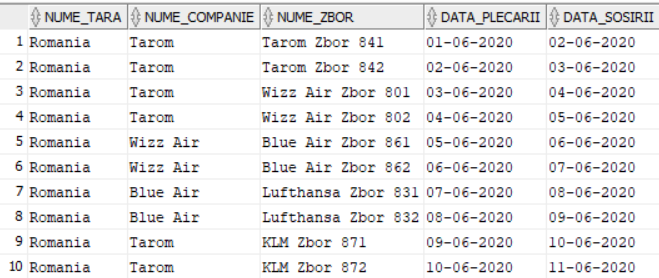 NUME_TARA NUME_COMPANIE NUME_ZBOR DATA_PLECARII DATA_SOSIRII
1 Romania Tarom Tarom Zbor 841 01-06-2020 02-06-2020
2 Romania Tarom Tarom Zbor 842 02-06-2020 03-06-2020
3 Romania Tarom Wizz Air Zbor 801 03-06-2020 04-06-2020
4 Romania Tarom Wizz Air Zbor 802 04-06-2020 05-06-2020
5 Romania Wizz Air Blue Air Zbor 861 05-06-2020 06-06-2020
6 Romania Wizz Air Blue Air Zbor 862 06-06-2020 07-06-2020
7 Romania Blue Air Lufthansa Zbor 831 07-06-2020 08-06-2020
8 Romania Blue Air Lufthansa Zbor 832 08-06-2020 09-06-2020
9 Romania Tarom KLM Zbor 871 09-06-2020 10-06-2020
10 Romania Tarom KLM Zbor 872 10-06-2020 11-06-2020